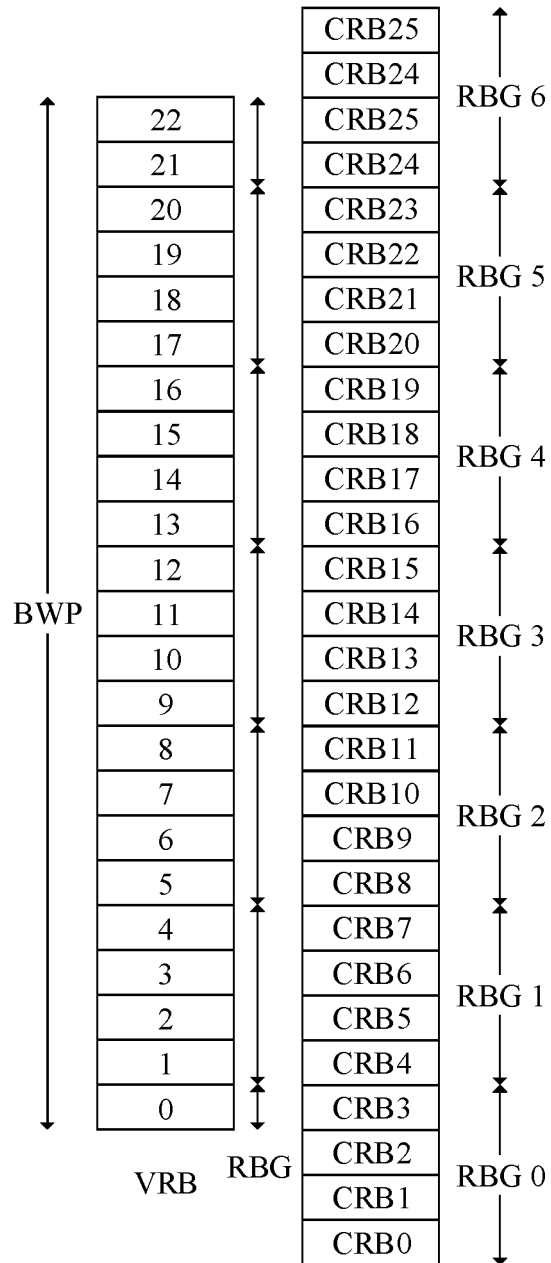 CRB25
CRB24
RBG 6
22
CRB25
21
CRB24
20
CRB23
19
CRB22
RBG 5
18
CRB21
17
CRB20
16
CRB19
15
CRB18
RBG 4
14
CRB17
13
CRB16
12
CRB15
BWP
11
CRB14
RBG 3
10
CRB13
9
CRB12
8
CRB11
7
CRB10
RBG 2
6
CRB9
5
CRB8
4
CRB7
3
CRB6
RBG 1
2
CRB5
1
CRB4
0
CRB3
VRB
RBG
CRB2
RBG 0
CRB1
CRB0